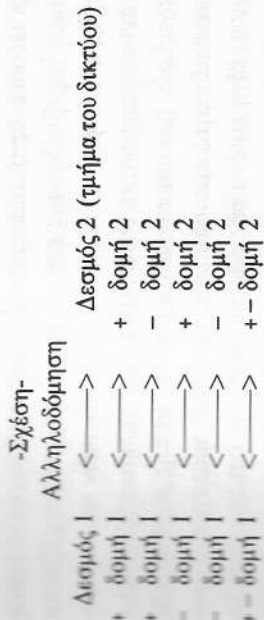 -Σχέση-
Αλληλοδόμηση
Δεσμός 1 <——> Δεσμός 2 (τμήμα του δικτύου)
+ δομή 1 <——> + δομή 2
+ δομή 1 <——> – δομή 2
– δομή 1 <——> + δομή 2
– δομή 1 <——> – δομή 2
+ – δομή 1 <——> + – δομή 2